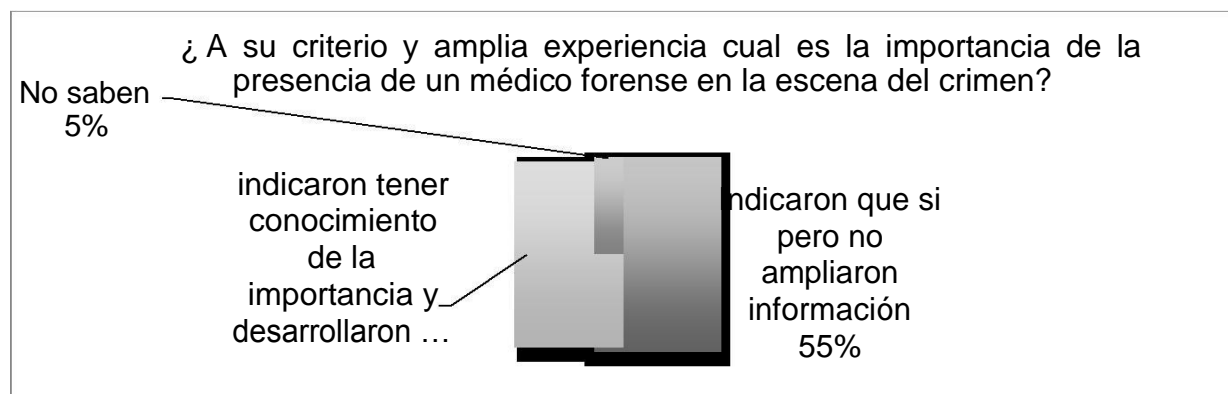 ¿ A su criterio y amplia experiencia cual es la importancia de la
presencia de un médico forense en la escena del crimen?
No saben
5%
indicaron tener
conocimiento
de la
importancia y
desarrollaron …
Indicaron que si
pero no
ampliaron
información
55%